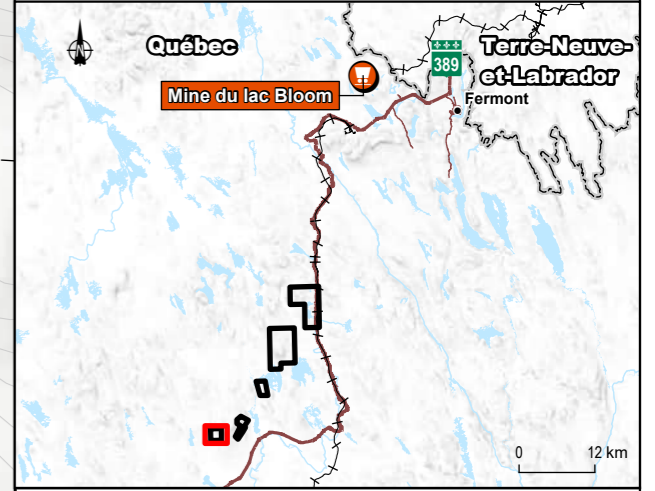 Québec
Terre-Neuve-
et-Labrador
389
Mine du lac Bloom
Fermont
0 12 km